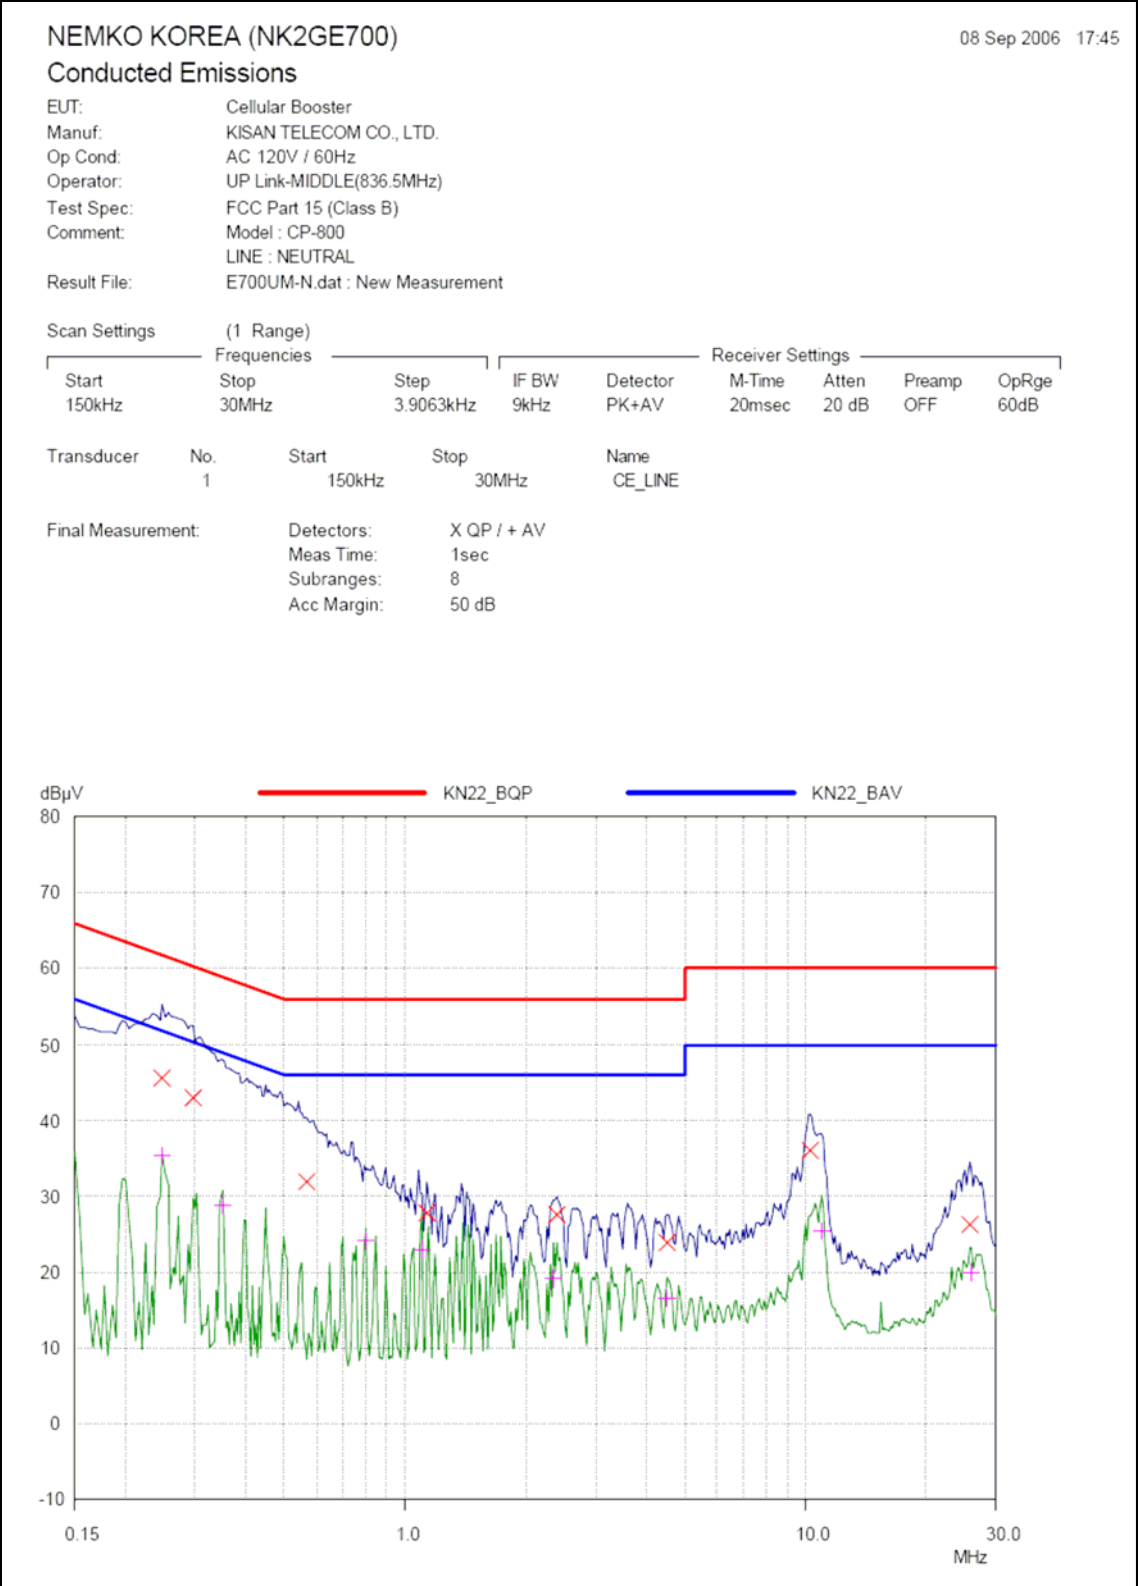 NEMKO KOREA (NK2GE700) 08 Sep 2006 17:45
Conducted Emissions
EUT: Cellular Booster
Manuf: KISAN TELECOM CO., LTD.
Op Cond: AC 120V / 60Hz
Operator: UP Link-MIDDLE(836.5MHz)
Test Spec: FCC Part 15 (Class B)
Comment: Model : CP-800
LINE : NEUTRAL
Result File: E700UM-N.dat : New Measurement
Scan Settings (1 Range)
Frequencies Receiver Settings
Start Stop Step IF BW Detector M-Time Atten Preamp OpRge
150kHz 30MHz 3.9063kHz 9kHz PK+AV 20msec 20 dB OFF 60dB
Transducer No. Start Stop Name
1 150kHz 30MHz CE_LINE
Final Measurement: Detectors: X QP / + AV
Meas Time: 1sec
Subranges: 8
Acc Margin: 50 dB
dBµV KN22_BQP KN22_BAV
80
70
60
50
40
30
20
10
0
-10
0.15 1.0 10.0 30.0
MHz